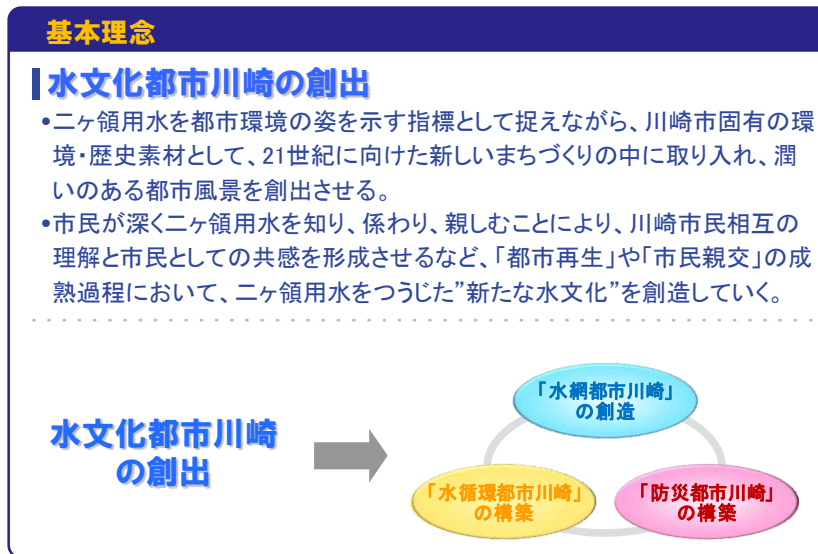 基本理念
水文化都市川崎の創出
•二ヶ領用水を都市環境の姿を示す指標として捉えながら、川崎市固有の環
境・歴史素材として、21世紀に向けた新しいまちづくりの中に取り入れ、潤
いのある都市風景を創出させる。
•市民が深く二ヶ領用水を知り、係わり、親しむことにより、川崎市民相互の
理解と市民としての共感を形成させるなど、「都市再生」や「市民親交」の成
熟過程において、二ヶ領用水をつうじた”新たな水文化”を創造していく。
水文化都市川崎
の創出
「水網都市川崎」
の創造
「水循環都市川崎」
の構築
「防災都市川崎」
の構築